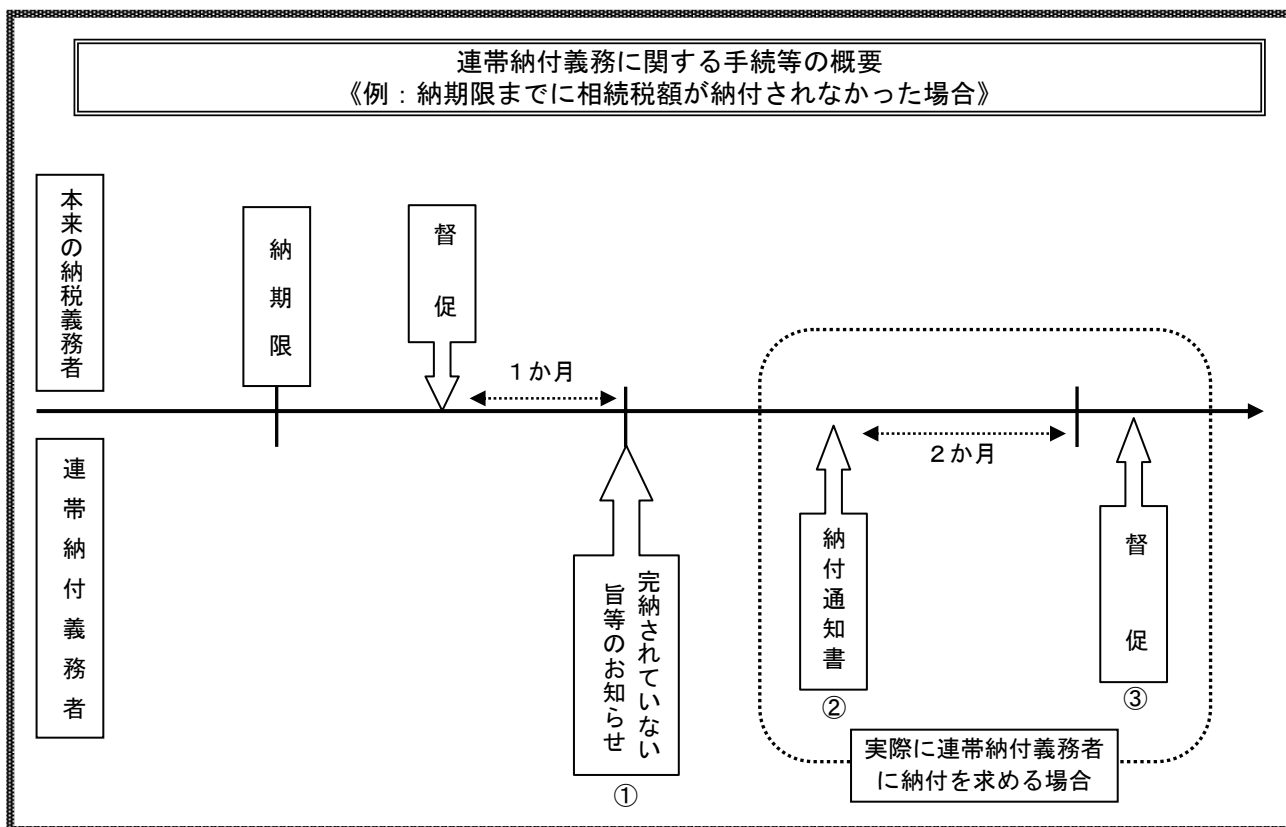 連帯納付義務に関する手続等の概要
《例：納期限までに相続税額が納付されなかった場合》
本来の納税義務者
納期限
督促
1か月
2か月
連帯納付義務者
完納されていない
旨等のお知らせ
①
納付通知書
②
督促
③
実際に連帯納付義務者
に納付を求める場合